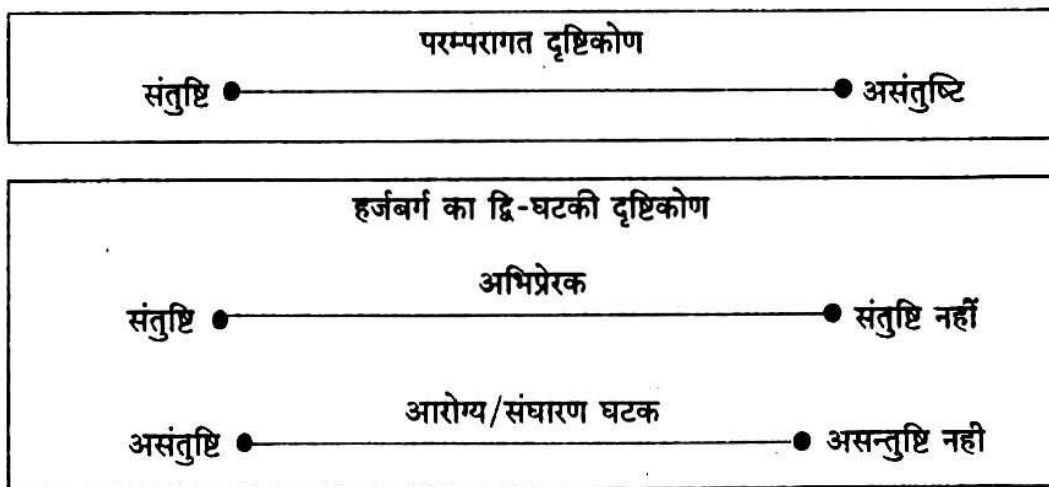 परम्परागत दृष्टिकोण
संतुष्टि असंतुष्टि
हर्जबर्ग का द्वि-घटकी दृष्टिकोण
अभिप्रेरक
संतुष्टि संतुष्टि नहीं
आरोग्य/संघारण घटक
असंतुष्टि असन्तुष्टि नही